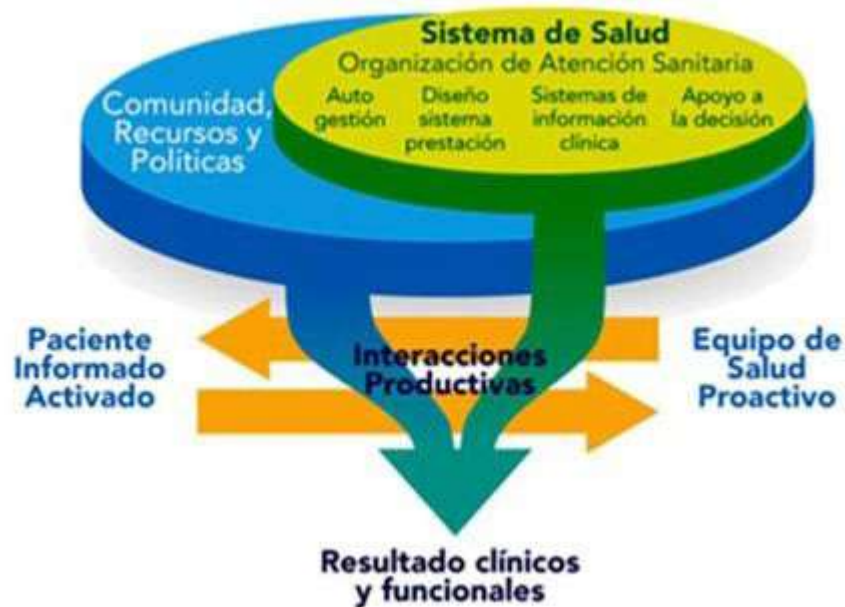 Sistema de Salud
Organización de Atención Sanitaria
Auto gestión
Diseño sistema prestación
Sistemas de información clínica
Apoyo a la decisión
Comunidad,
Recursos y
Políticas
Paciente
Informado
Activado
Interacciones
Productivas
Equipo de
Salud
Proactivo
Resultado clínicos
y funcionales